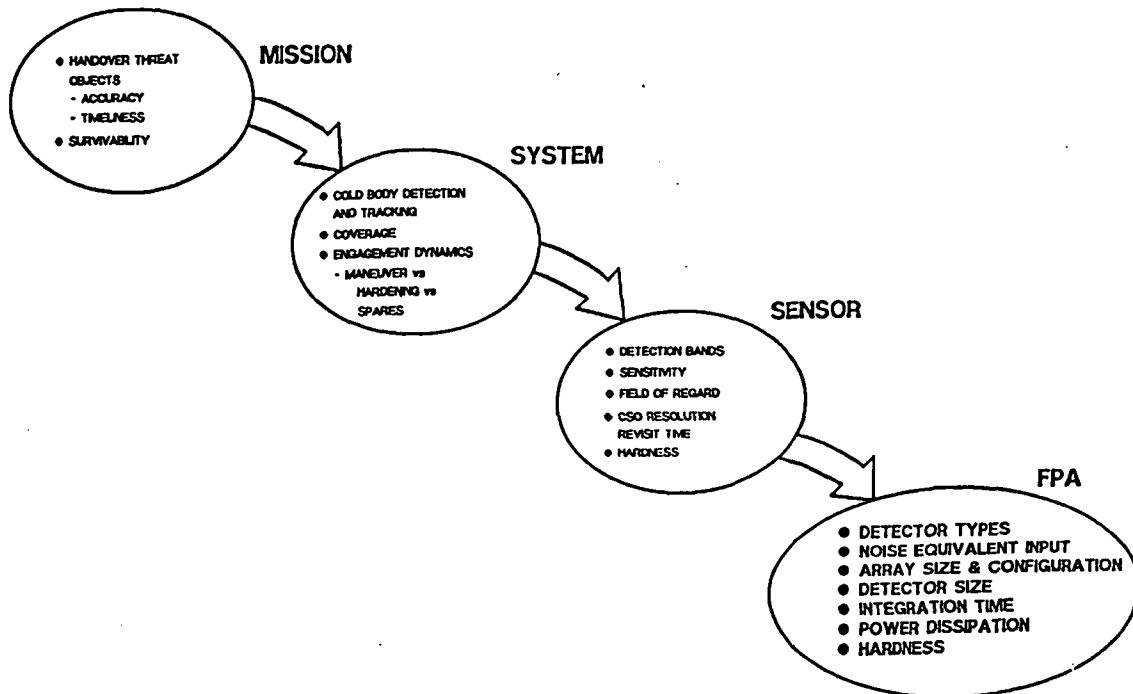 MISSION
● HANDOVER THREAT
OBJECTS
- ACCURACY
- TIMELNESS
● SURVIVABILITY
SYSTEM
● COLD BODY DETECTION
AND TRACKING
● COVERAGE
● ENGAGEMENT DYNAMICS
- MANEUVER vs
HARDENING vs
SPARES
SENSOR
● DETECTION BANDS
● SENSITIVITY
● FIELD OF REGARD
● CSO RESOLUTION
REVISIT TIME
● HARDNESS
FPA
● DETECTOR TYPES
● NOISE EQUIVALENT INPUT
● ARRAY SIZE & CONFIGURATION
● DETECTOR SIZE
● INTEGRATION TIME
● POWER DISSIPATION
● HARDNESS